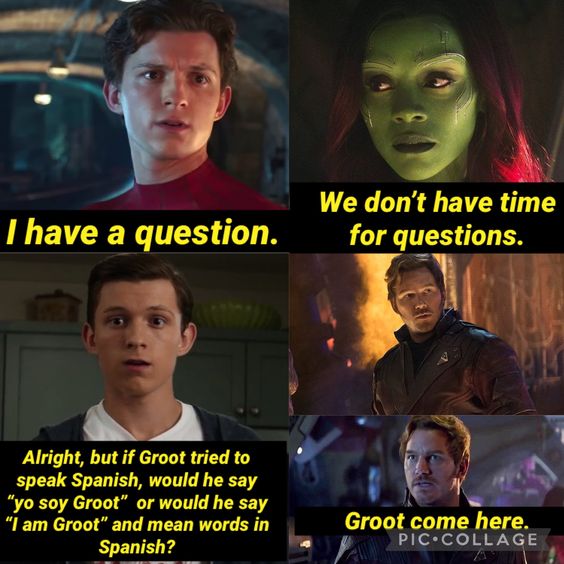 I have a question.
We don’t have time
for questions.
Alright, but if Groot tried to
speak Spanish, would he say
“yo soy Groot” or would he say
“I am Groot” and mean words in
Spanish?
Groot come here.
PIC•COLLAGE